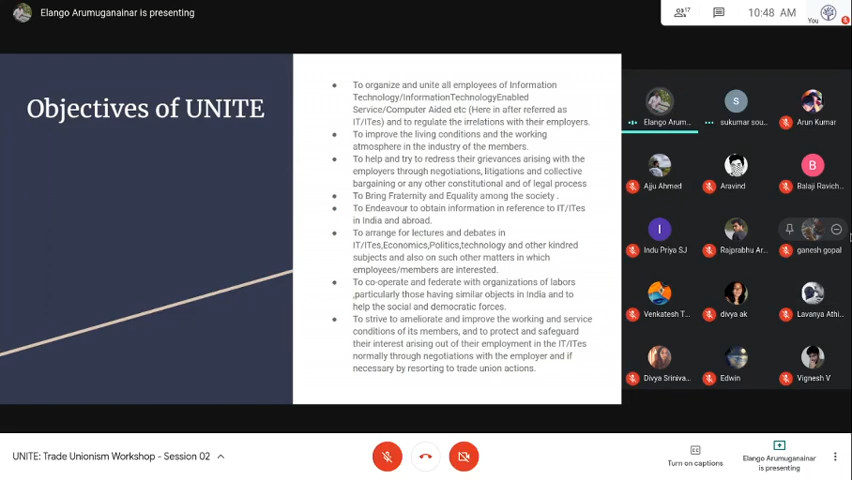 Elango Arumuganainar is presenting
17
10:48 AM
You
Objectives of UNITE
● To organize and unite all employees of Information
Technology/InformationTechnologyEnabled
Service/Computer Aided etc (Here in after referred as
IT/ITes) and to regulate the irrelations with their employers.
● To improve the living conditions and the working
atmosphere in the industry of the members.
● To help and try to redress their grievances arising with the
employers through negotiations, litigations and collective
bargaining or any other constitutional and of legal process
● To Bring Fraternity and Equality among the society .
● To Endeavour to obtain information in reference to IT/ITes
in India and abroad.
● To arrange for lectures and debates in
IT/ITes,Economics,Politics,technology and other kindred
subjects and also on such other matters in which
employees/members are interested.
● To co-operate and federate with organizations of labors
,particularly those having similar objects in India and to
help the social and democratic forces.
● To strive to ameliorate and improve the working and service
conditions of its members, and to protect and safeguard
their interest arising out of their employment in the IT/ITes
normally through negotiations with the employer and if
necessary by resorting to trade union actions.
S
Elango Arum... sukumar sou... Arun Kumar
B
Ajju Ahmed Aravind Balaji Ravich...
I
Indu Priya SJ Rajprabhu Ar... ganesh gopal
Venkatesh T... divya ak Lavanya Athi...
Divya Sriniva... Edwin Vignesh V
UNITE: Trade Unionism Workshop - Session 02
Turn on captions
Elango Arumuganainar
is presenting